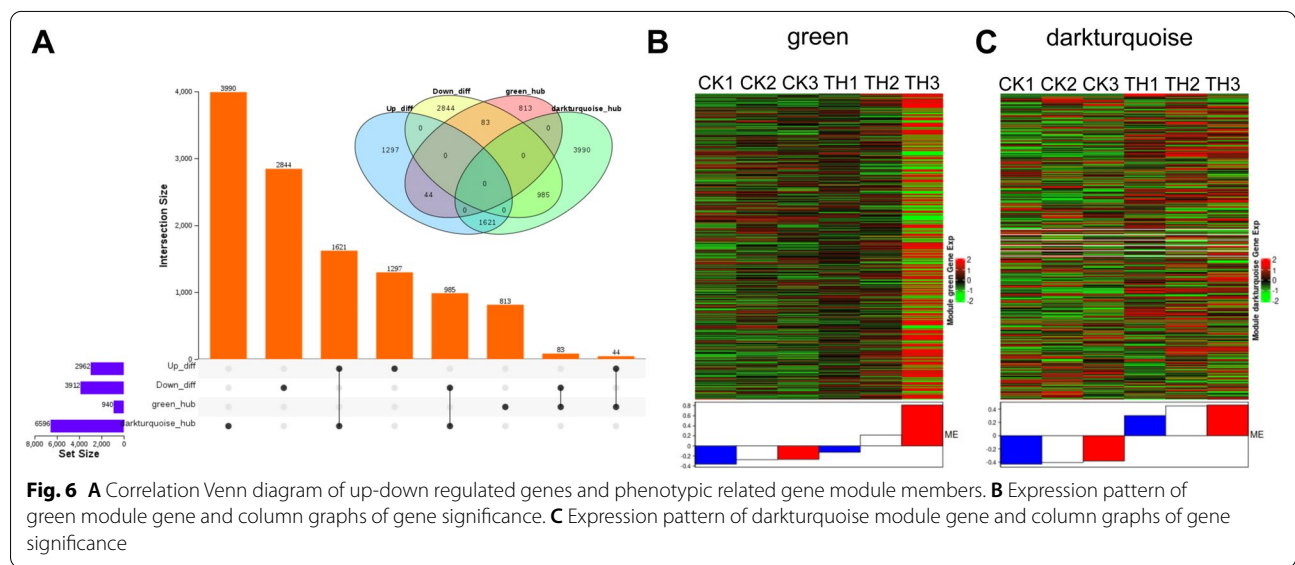 A
B
green
C
darkturquoise
CK1 CK2 CK3 TH1 TH2 TH3
CK1 CK2 CK3 TH1 TH2 TH3
3990
2844
1621
1297
985
813
83
44
4,000
3,000
2,000
1,000
0
Intersection Size
Up_diff
Down_diff
green_hub
darkturquoise_hub
2844
813
0
83
0
1297
0
0
3990
44
0
985
0
0
1621
2962
3912
940
6596
Up_diff
Down_diff
green_hub
darkturquoise_hub
8,000 6,000 4,000 2,000 0
Set Size
Module green Gene Exp
2
1
0
-1
-2
0.8
0.6
0.4
0.2
0
-0.2
-0.4
ME
Module darkturquoise Gene Exp
2
1
0
-1
-2
0.4
0.2
0
-0.2
-0.4
ME
Fig. 6 A Correlation Venn diagram of up-down regulated genes and phenotypic related gene module members. B Expression pattern of
green module gene and column graphs of gene significance. C Expression pattern of darkturquoise module gene and column graphs of gene
significance